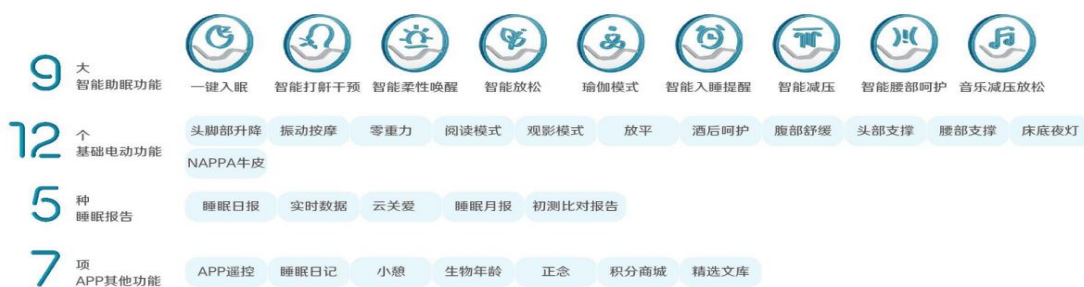 9 大 智能助眠功能
一键入眠 智能打鼾干预 智能柔性唤醒 智能放松 瑜伽模式 智能入睡提醒 智能减压 智能腰部呵护 音乐减压放松
12 个 基础电动功能
头脚部升降 振动按摩 零重力 阅读模式 观影模式 放平 酒后呵护 腹部舒缓 头部支撑 腰部支撑 床底夜灯
NAPPA牛皮
5 种 睡眠报告
睡眠日报 实时数据 云关爱 睡眠月报 初测比对报告
7 项 APP其他功能
APP遥控 睡眠日记 小憩 生物年龄 正念 积分商城 精选文库